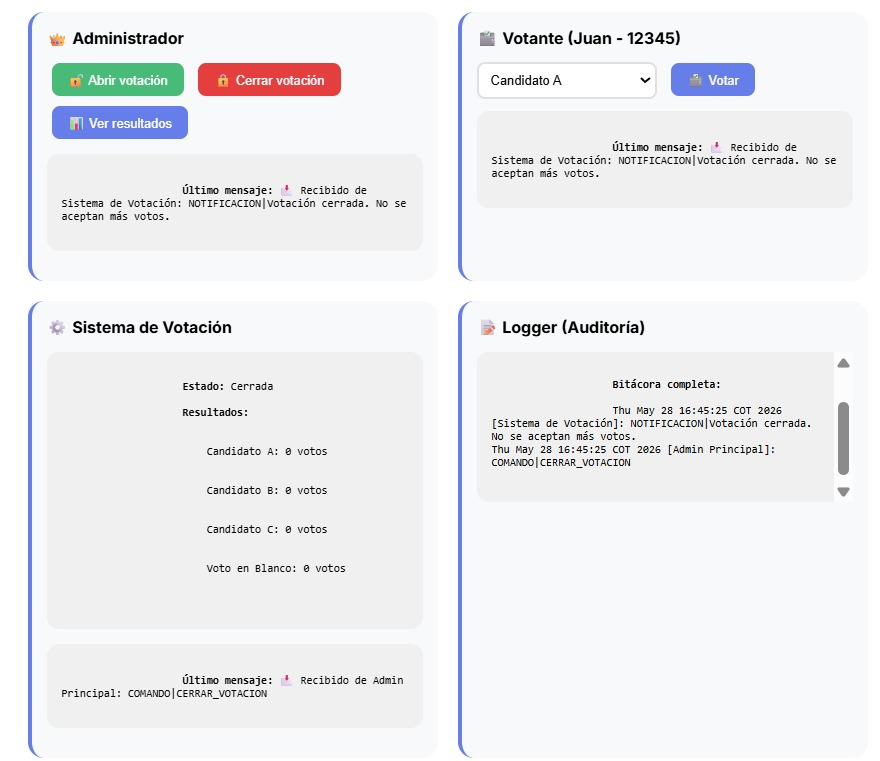 👑 Administrador
🔓 Abrir votación
🔒 Cerrar votación
📊 Ver resultados
Último mensaje: 📩 Recibido de
Sistema de Votación: NOTIFICACION|Votación cerrada. No se
aceptan más votos.
🗳️ Votante (Juan - 12345)
Candidato A
🗳️ Votar
Último mensaje: 📩 Recibido de
Sistema de Votación: NOTIFICACION|Votación cerrada. No se
aceptan más votos.
⚙️ Sistema de Votación
Estado: Cerrada
Resultados:
Candidato A: 0 votos
Candidato B: 0 votos
Candidato C: 0 votos
Voto en Blanco: 0 votos
Último mensaje: 📩 Recibido de Admin
Principal: COMANDO|CERRAR_VOTACION
📝 Logger (Auditoría)
Bitácora completa:
Thu May 28 16:45:25 COT 2026
[Sistema de Votación]: NOTIFICACION|Votación cerrada.
No se aceptan más votos.
Thu May 28 16:45:25 COT 2026 [Admin Principal]:
COMANDO|CERRAR_VOTACION